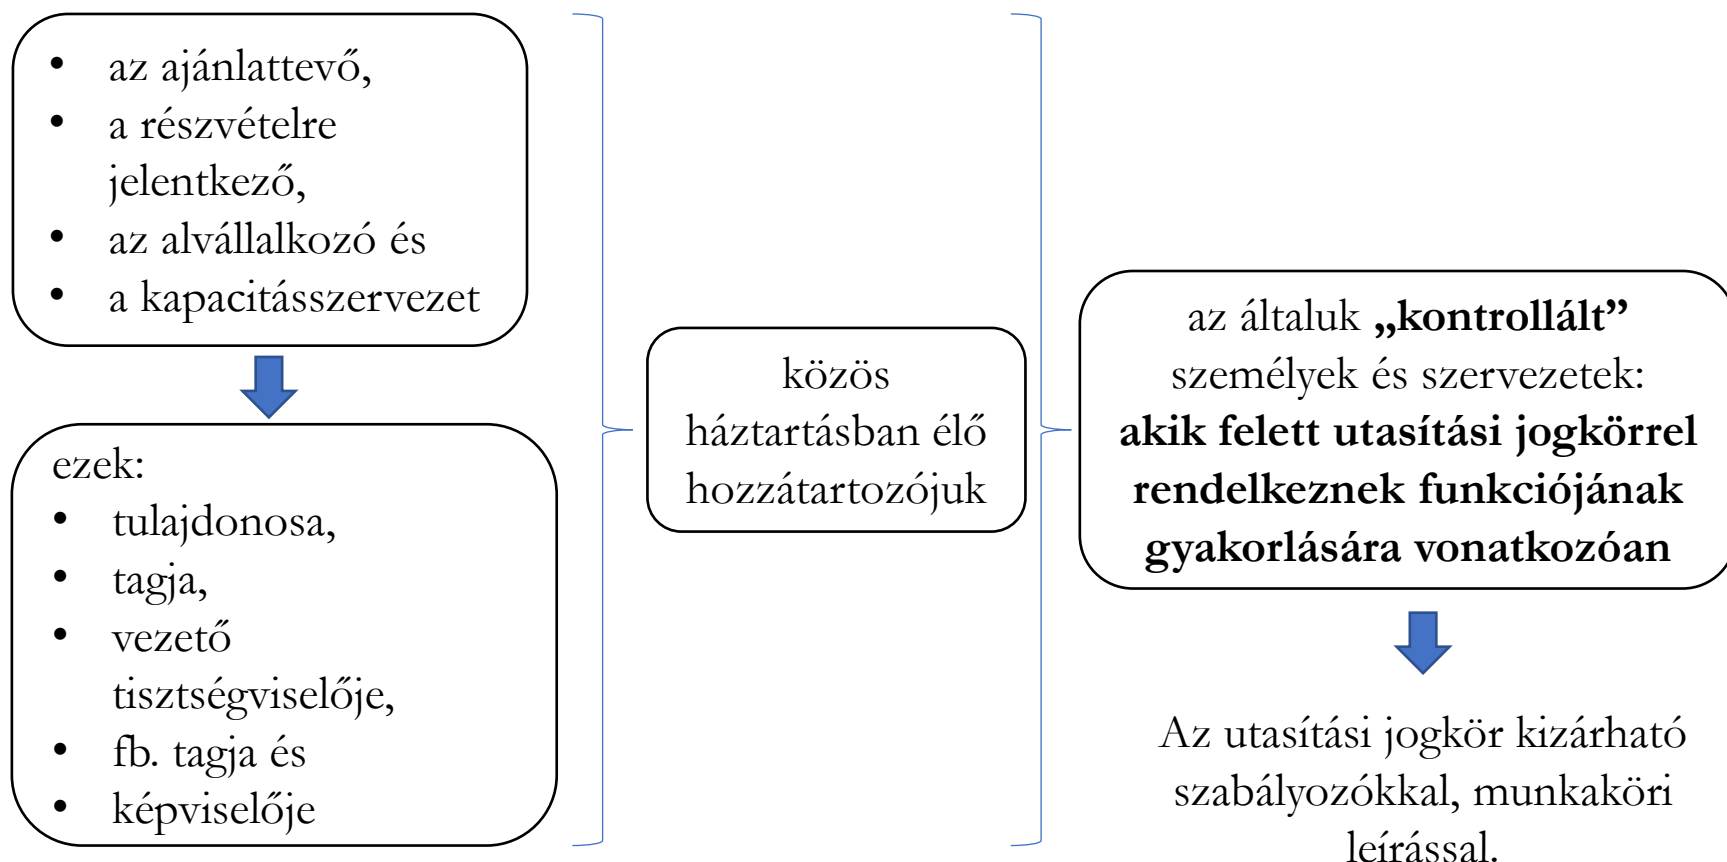 • az ajánlattevő,
• a részvételre
jelentkező,
• az alvállalkozó és
• a kapacitásszervezet
ezek:
• tulajdonosa,
• tagja,
• vezető
tisztségviselője,
• fb. tagja és
• képviselője
közös
háztartásban élő
hozzátartozójuk
az általuk „kontrollált”
személyek és szervezetek:
akik felett utasítási jogkörrel
rendelkeznek funkciójának
gyakorlására vonatkozóan
Az utasítási jogkör kizárható
szabályozókkal, munkaköri
leírással.